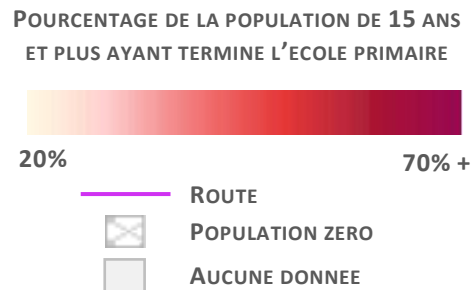 POURCENTAGE DE LA POPULATION DE 15 ANS
ET PLUS AYANT TERMINE L'ECOLE PRIMAIRE
20% 70% +
ROUTE
POPULATION ZERO
AUCUNE DONNEE